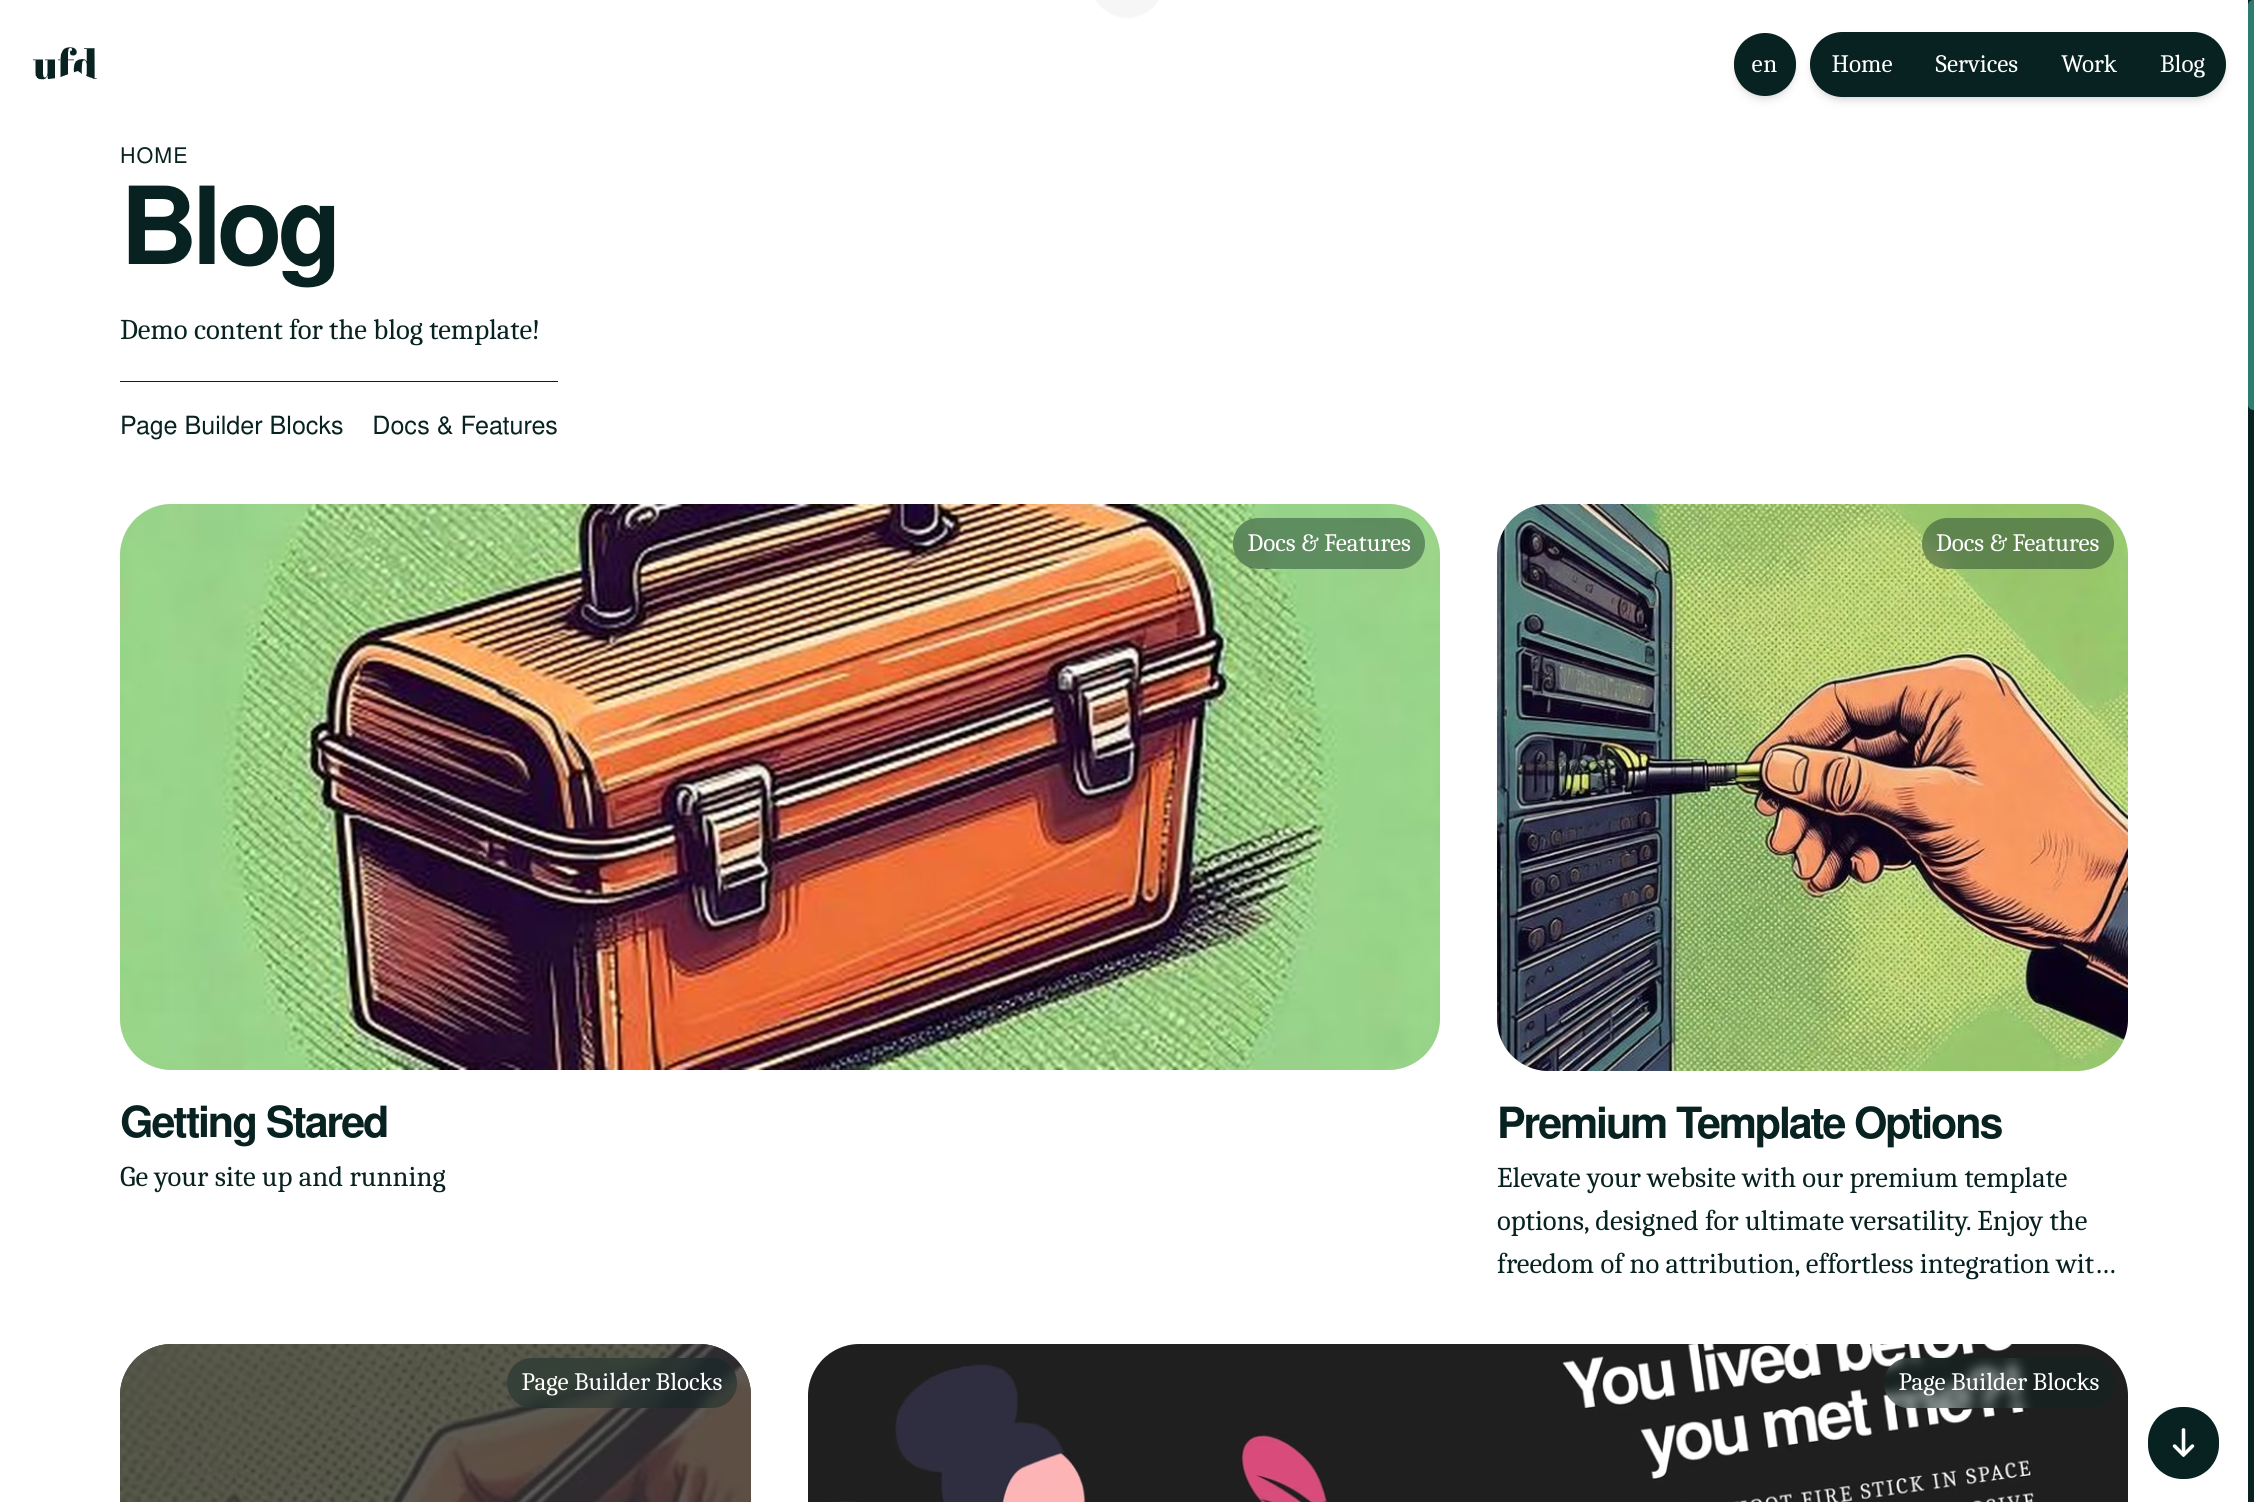 ufd
en
Home Services Work Blog
HOME
Blog
Demo content for the blog template!
Page Builder Blocks Docs & Features
Docs & Features
Docs & Features
Getting Stared
Ge your site up and running
Premium Template Options
Elevate your website with our premium template
options, designed for ultimate versatility. Enjoy the
freedom of no attribution, effortless integration wit…
Page Builder Blocks
You lived before
Page Builder Blocks
you met
FIRE STICK IN SPACE